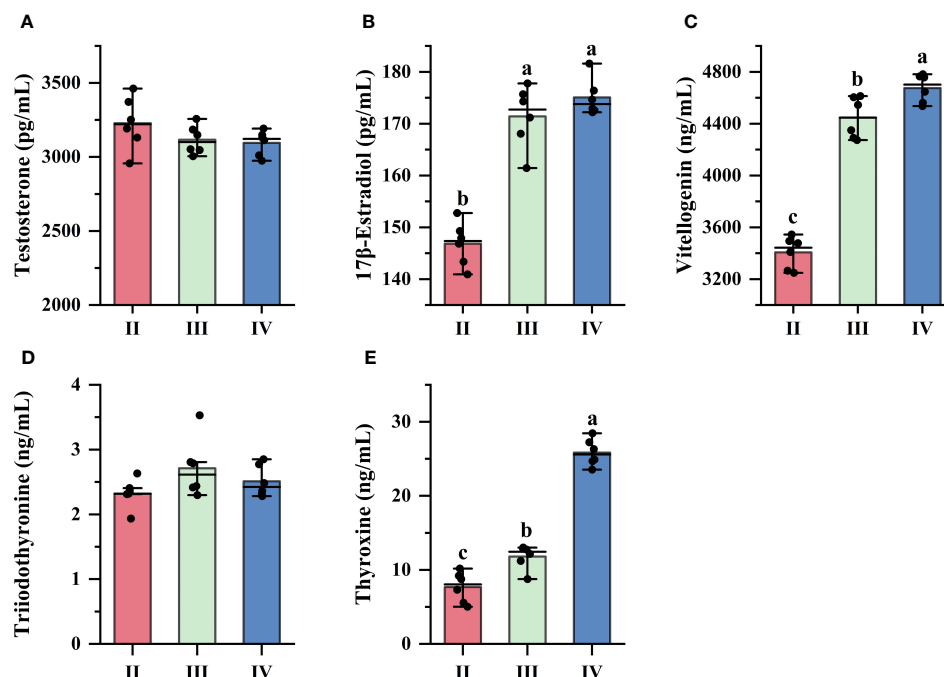 A
Testosterone (pg/mL)
3500
3000
2500
2000
II III IV
B
17β-Estradiol (pg/mL)
180
170
160
150
140
b a a
II III IV
C
Vitellogenin (ng/mL)
4800
4400
4000
3600
3200
c b a
II III IV
D
Triiodothyronine (ng/mL)
4
3
2
1
0
II III IV
E
Thyroxine (ng/mL)
30
20
10
0
c b a
II III IV